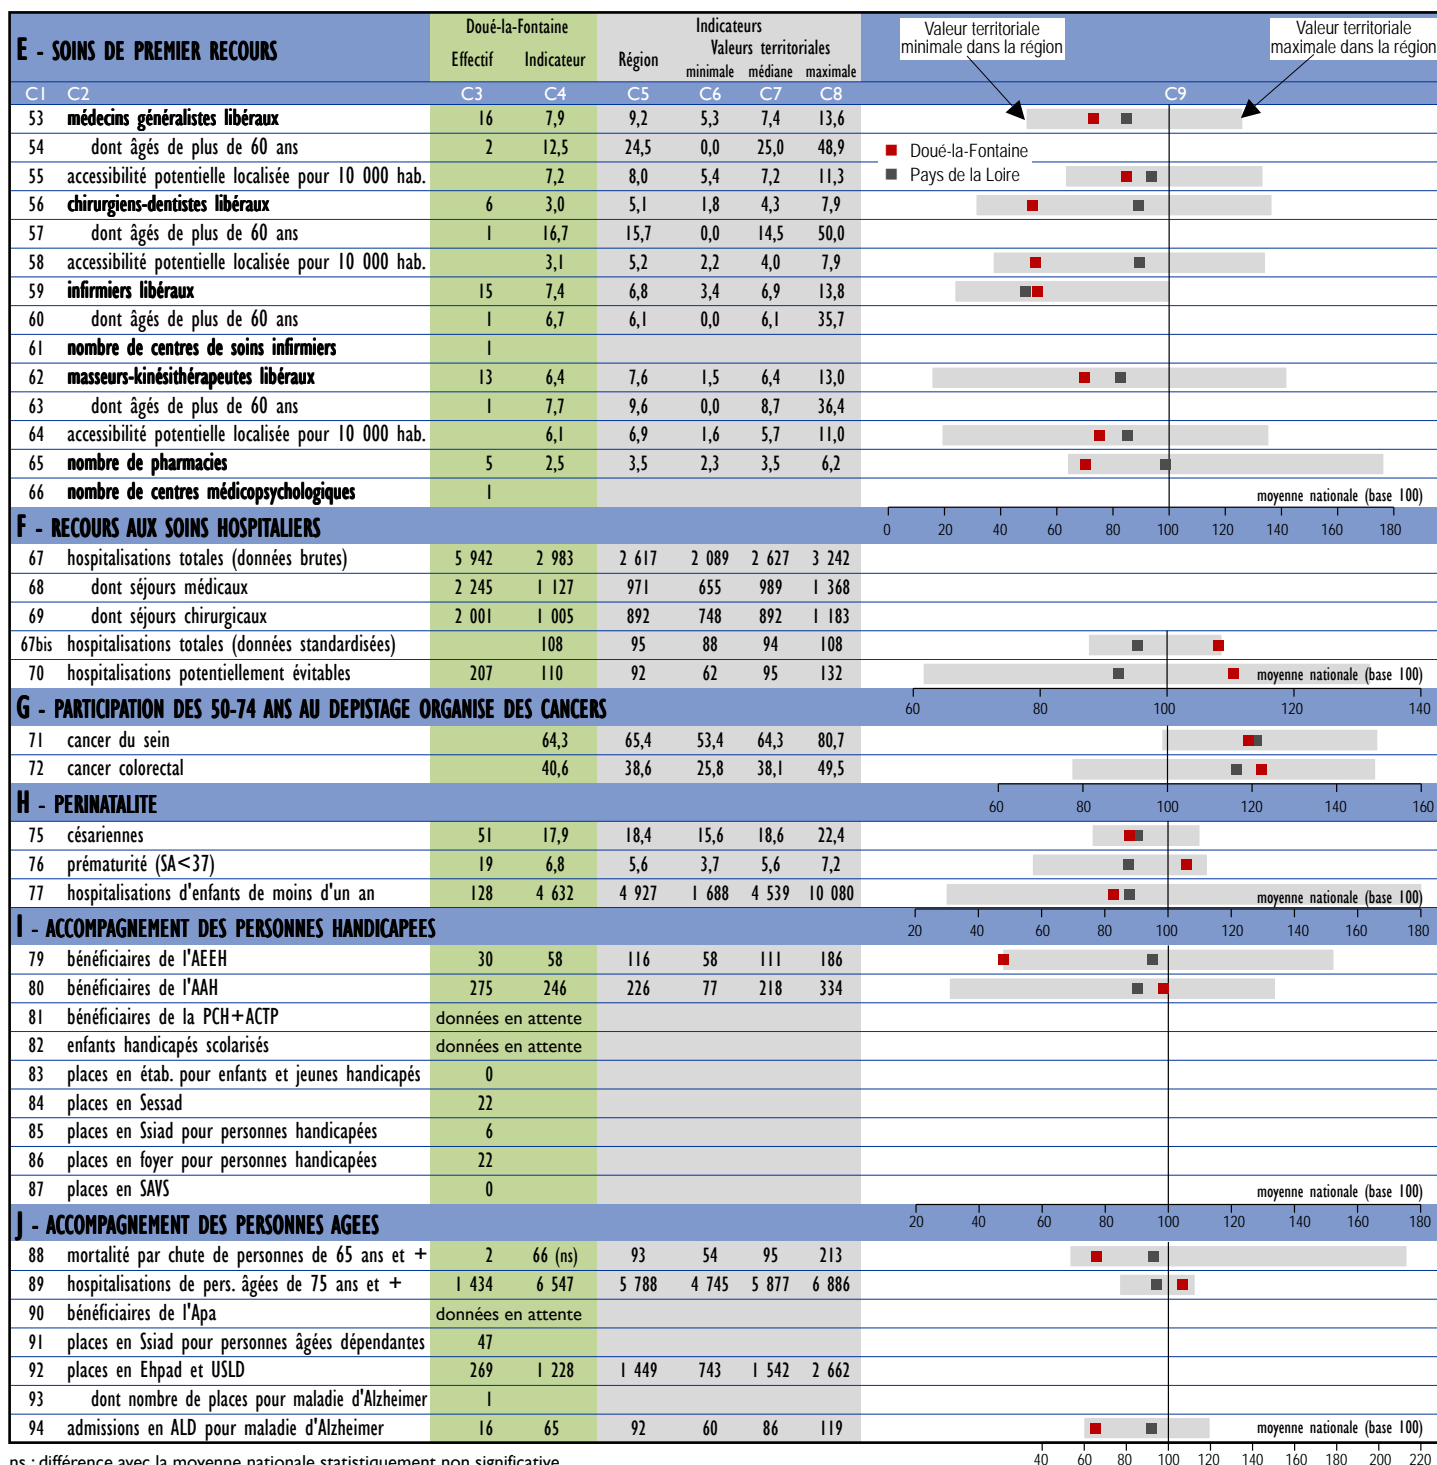 Doué-la-Fontaine Indicateurs
E - SOINS DE PREMIER RECOURS Effectif Indicateur Région Valeurs territoriales
minimale médiane maximale
Valeur territoriale minimale dans la région
Valeur territoriale maximale dans la région
C1 C2 C3 C4 C5 C6 C7 C8 C9
53 médecins généralistes libéraux 16 7,9 9,2 5,3 7,4 13,6
54 dont âgés de plus de 60 ans 2 12,5 24,5 0,0 25,0 48,9
Doué-la-Fontaine
Pays de la Loire
55 accessibilité potentielle localisée pour 10 000 hab. 7,2 8,0 5,4 7,2 11,3
56 chirurgiens-dentistes libéraux 6 3,0 5,1 1,8 4,3 7,9
57 dont âgés de plus de 60 ans 1 16,7 15,7 0,0 14,5 50,0
58 accessibilité potentielle localisée pour 10 000 hab. 3,1 5,2 2,2 4,0 7,9
59 infirmiers libéraux 15 7,4 6,8 3,4 6,9 13,8
60 dont âgés de plus de 60 ans 1 6,7 6,1 0,0 6,1 35,7
61 nombre de centres de soins infirmiers 1
62 masseurs-kinésithérapeutes libéraux 13 6,4 7,6 1,5 6,4 13,0
63 dont âgés de plus de 60 ans 1 7,7 9,6 0,0 8,7 36,4
64 accessibilité potentielle localisée pour 10 000 hab. 6,1 6,9 1,6 5,7 11,0
65 nombre de pharmacies 5 2,5 3,5 2,3 3,5 6,2
66 nombre de centres médicopsychologiques 1 moyenne nationale (base 100)
F - RECOURS AUX SOINS HOSPITALIERS 0 20 40 60 80 100 120 140 160 180
67 hospitalisations totales (données brutes) 5 942 2 983 2 617 2 089 2 627 3 242
68 dont séjours médicaux 2 245 1 127 971 655 989 1 368
69 dont séjours chirurgicaux 2 001 1 005 892 748 892 1 183
67bis hospitalisations totales (données standardisées) 108 95 88 94 108
70 hospitalisations potentiellement évitables 207 110 92 62 95 132 moyenne nationale (base 100)
G - PARTICIPATION DES 50-74 ANS AU DEPISTAGE ORGANISE DES CANCERS 60 80 100 120 140
71 cancer du sein 64,3 65,4 53,4 64,3 80,7
72 cancer colorectal 40,6 38,6 25,8 38,1 49,5
H - PERINATALITE 60 80 100 120 140 160
75 césariennes 51 17,9 18,4 15,6 18,6 22,4
76 prématurité (SA<37) 19 6,8 5,6 3,7 5,6 7,2
77 hospitalisations d'enfants de moins d'un an 128 4 632 4 927 1 688 4 539 10 080 moyenne nationale (base 100)
I - ACCOMPAGNEMENT DES PERSONNES HANDICAPEES 20 40 60 80 100 120 140 160 180
79 bénéficiaires de l'AEEH 30 58 116 58 111 186
80 bénéficiaires de l'AAH 275 246 226 77 218 334
81 bénéficiaires de la PCH+ACTP données en attente
82 enfants handicapés scolarisés données en attente
83 places en étab. pour enfants et jeunes handicapés 0
84 places en Sessad 22
85 places en Ssiad pour personnes handicapées 6
86 places en foyer pour personnes handicapées 22
87 places en SAVS 0 moyenne nationale (base 100)
J - ACCOMPAGNEMENT DES PERSONNES AGEES 20 40 60 80 100 120 140 160 180
88 mortalité par chute de personnes de 65 ans et + 2 66 (ns) 93 54 95 213
89 hospitalisations de pers. âgées de 75 ans et + 1 434 6 547 5 788 4 745 5 877 6 886
90 bénéficiaires de l'Apa données en attente
91 places en Ssiad pour personnes âgées dépendantes 47
92 places en Ehpad et USLD 269 1 228 1 449 743 1 542 2 662
93 dont nombre de places pour maladie d'Alzheimer 1
94 admissions en ALD pour maladie d'Alzheimer 16 65 92 60 86 119 moyenne nationale (base 100)
40 60 80 100 120 140 160 180 200 220
ns : différence avec la moyenne nationale statistiquement non significative